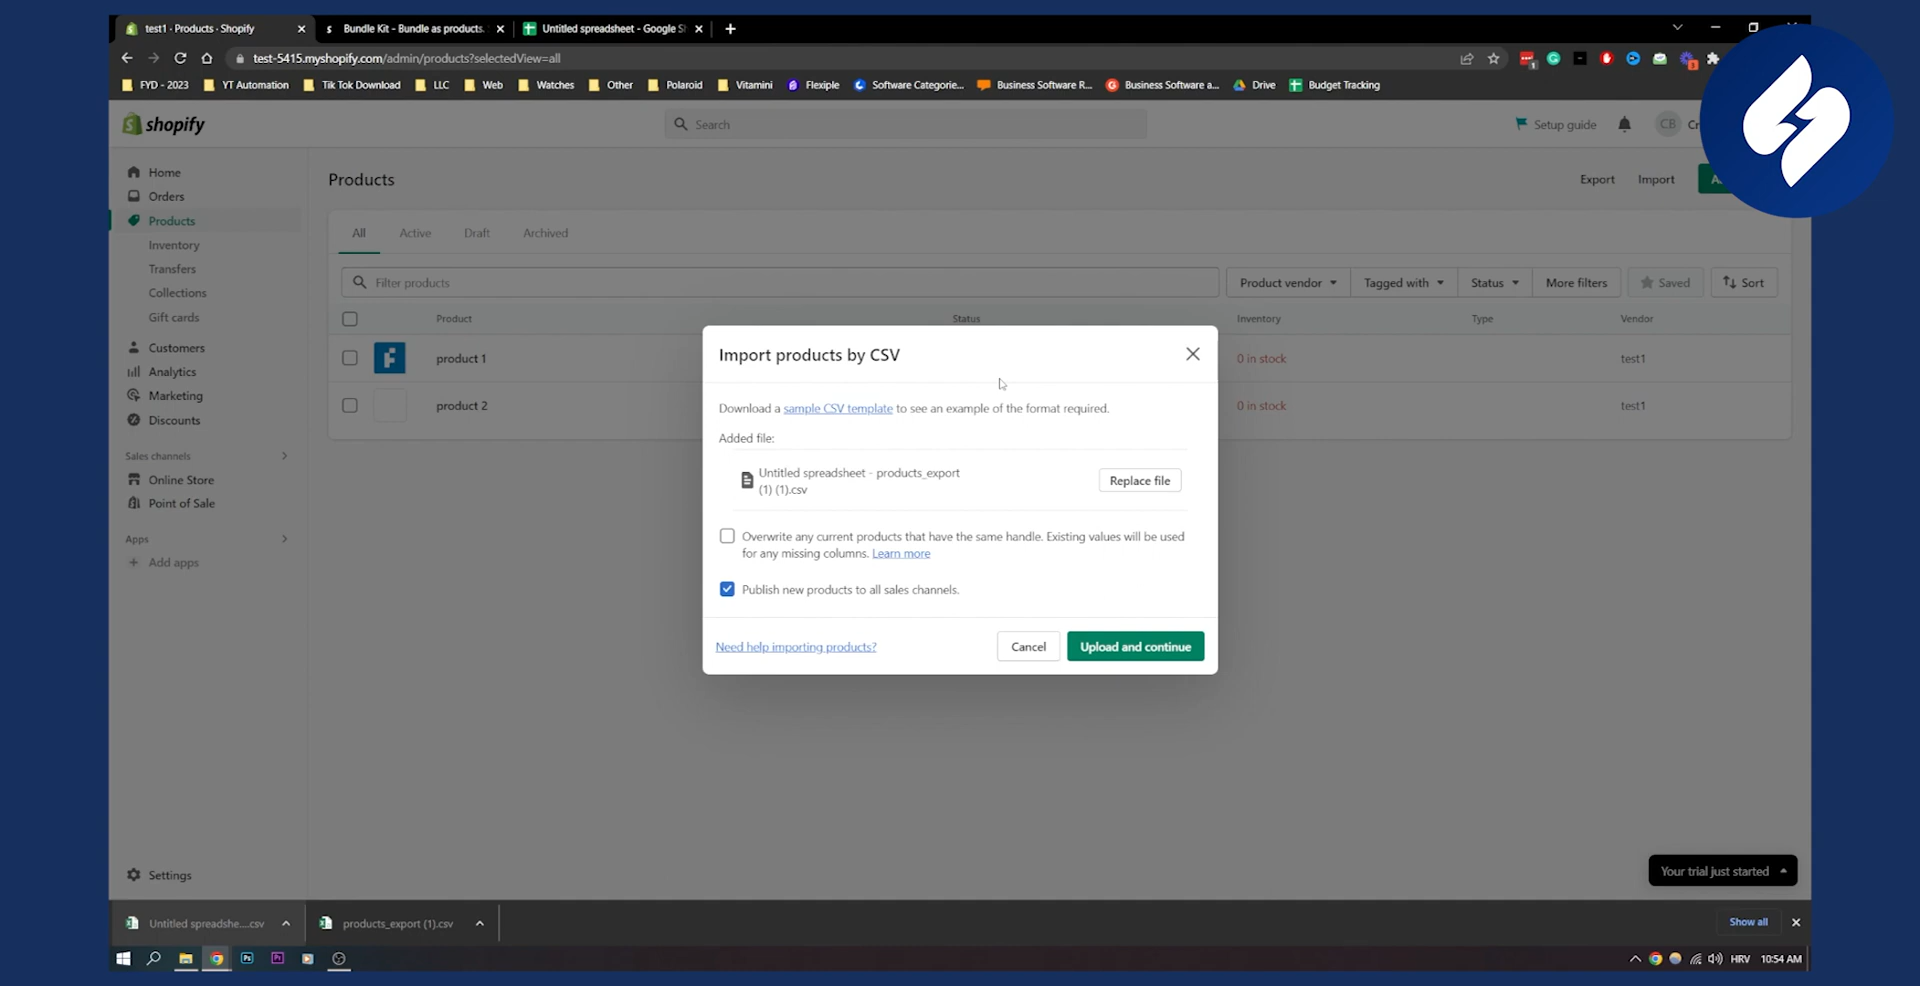 test1 - Products - Shopify
Bundle Kit - Bundle as products.
Untitled spreadsheet - Google S
test-5415.myshopify.com/admin/products?selectedView=all
FYD - 2023
YT Automation
Tik Tok Download
LLC
Web
Watches
Other
Polaroid
Vitamini
Flexiple
Software Categorie...
Business Software R...
Business Software a...
Drive
Budget Tracking
shopify
Search
Setup guide
CB
Cr
Home
Orders
Products
Inventory
Transfers
Collections
Gift cards
Customers
Analytics
Marketing
Discounts
Sales channels
Online Store
Point of Sale
Apps
Add apps
Settings
Products
Export
Import
All
Active
Draft
Archived
Filter products
Product vendor
Tagged with
Status
More filters
Saved
Sort
Product
Status
Inventory
Type
Vendor
product 1
0 in stock
test1
product 2
0 in stock
test1
Import products by CSV
Download a sample CSV template to see an example of the format required.
Added file:
Untitled spreadsheet - products_export
(1) (1).csv
Replace file
Overwrite any current products that have the same handle. Existing values will be used
for any missing columns. Learn more
Publish new products to all sales channels.
Need help importing products?
Cancel
Upload and continue
Your trial just started
Untitled spreadshe....csv
products_export (1).csv
Show all
Ps
Pr
HRV
10:54 AM